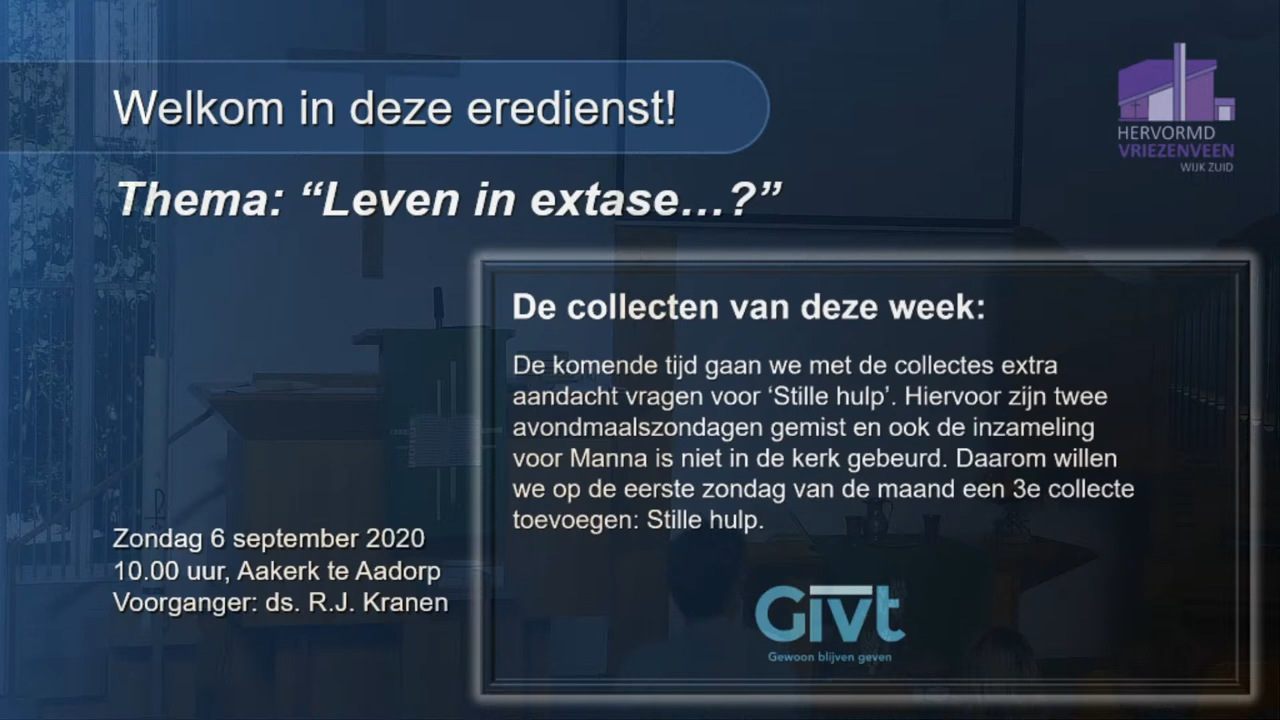 Welkom in deze eredienst!
Thema: “Leven in extase…?”
HERVORMD
VRIEZENVEEN
WIJK ZUID
De collecten van deze week:
De komende tijd gaan we met de collectes extra
aandacht vragen voor ‘Stille hulp’. Hiervoor zijn twee
avondmaalszondagen gemist en ook de inzameling
voor Manna is niet in de kerk gebeurd. Daarom willen
we op de eerste zondag van de maand een 3e collecte
toevoegen: Stille hulp.
Zondag 6 september 2020
10.00 uur, Aakerk te Aadorp
Voorganger: ds. R.J. Kranen
Givt
Gewoon blijven geven